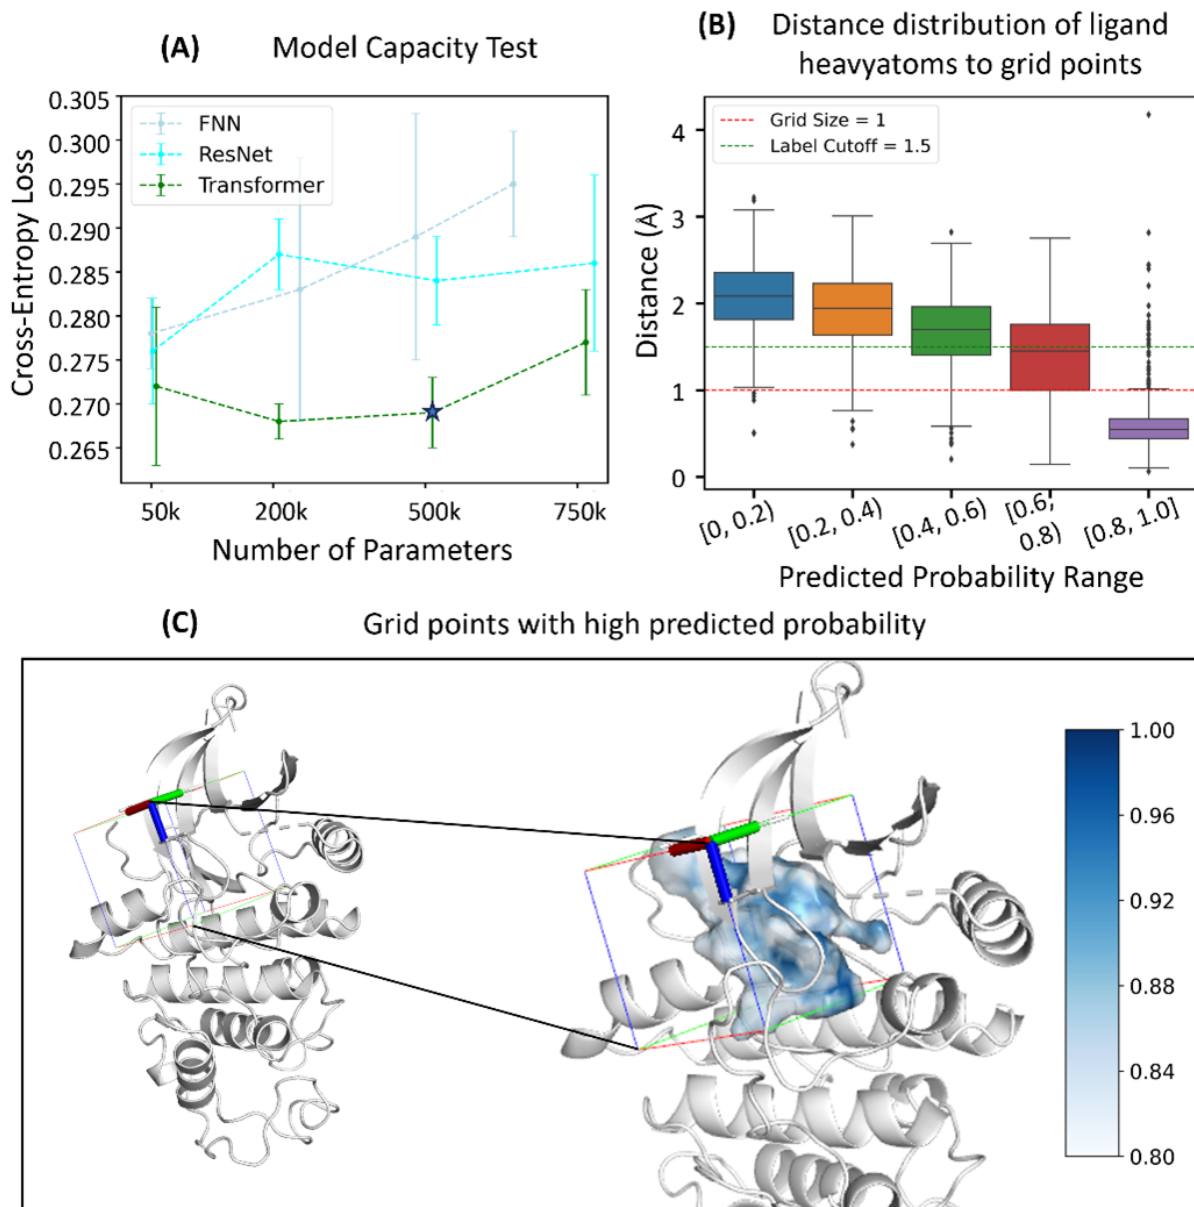 (A) Model Capacity Test
Cross-Entropy Loss
0.305
0.300
0.295
0.290
0.285
0.280
0.275
0.270
0.265
FNN
ResNet
Transformer
50k 200k 500k 750k
Number of Parameters
(B) Distance distribution of ligand
heavyatoms to grid points
Distance (Å)
4
3
2
1
0
Grid Size = 1
Label Cutoff = 1.5
[0, 0.2) [0.2, 0.4) [0.4, 0.6) [0.6, [0.8, 1.0]
0.8)
Predicted Probability Range
(C) Grid points with high predicted probability
1.00
0.96
0.92
0.88
0.84
0.80